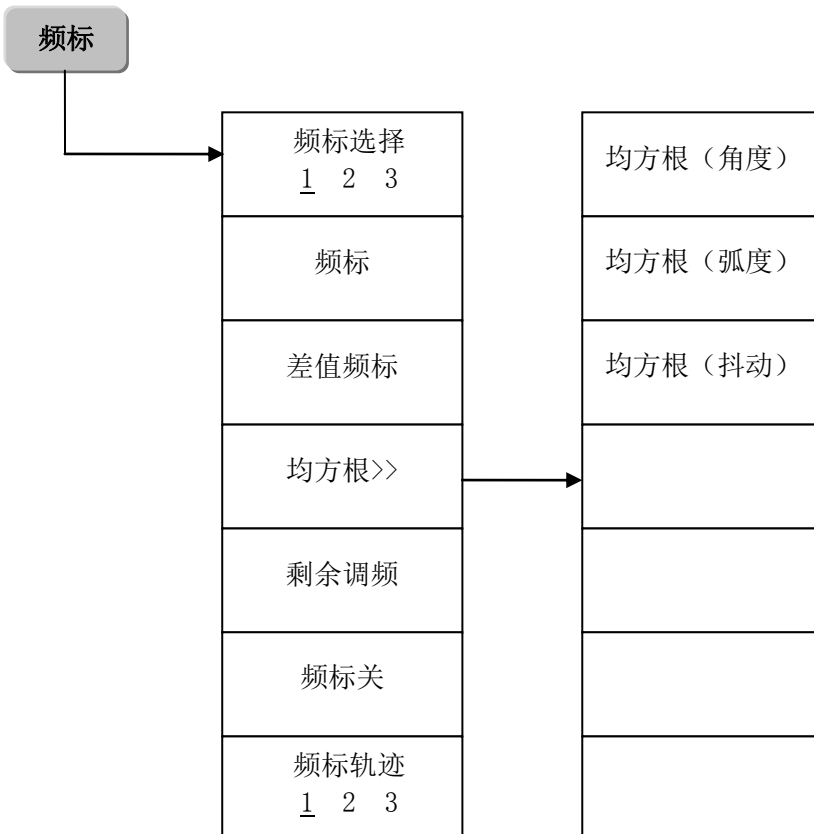 频标
频标选择
1 2 3
频标
差值频标
均方根>>
剩余调频
频标关
频标轨迹
1 2 3
均方根（角度）
均方根（弧度）
均方根（抖动）